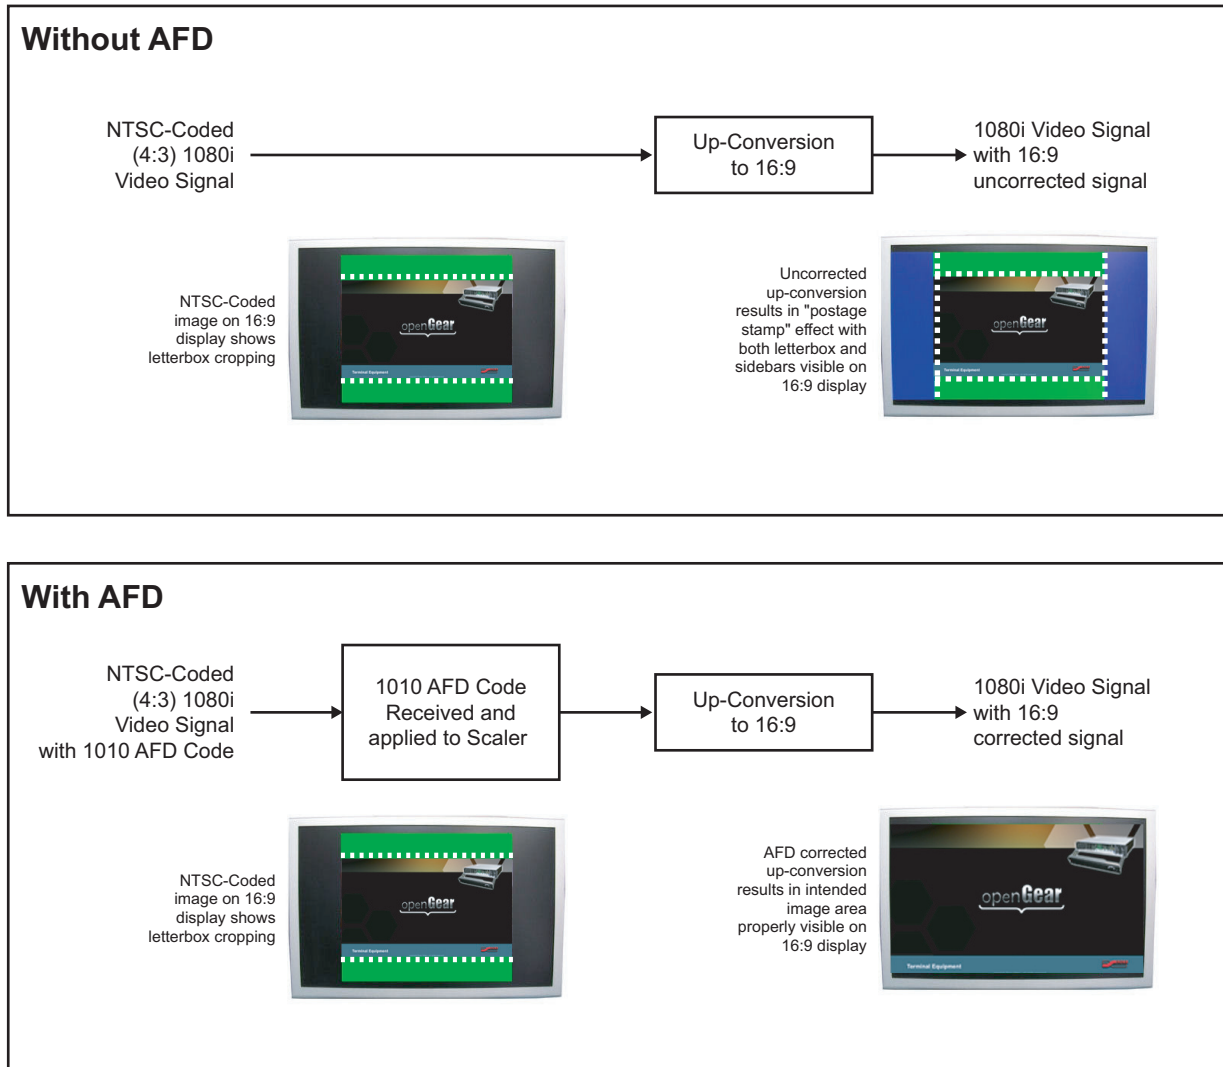 Without AFD
NTSC-Coded
(4:3) 1080i
Video Signal
Up-Conversion
to 16:9
1080i Video Signal
with 16:9
uncorrected signal
NTSC-Coded
image on 16:9
display shows
letterbox cropping
openGear
Terminal Equipment
Uncorrected
up-conversion
results in "postage
stamp" effect with
both letterbox and
sidebars visible on
16:9 display
openGear
Terminal Equipment
With AFD
NTSC-Coded
(4:3) 1080i
Video Signal
with 1010 AFD Code
1010 AFD Code
Received and
applied to Scaler
Up-Conversion
to 16:9
1080i Video Signal
with 16:9
corrected signal
NTSC-Coded
image on 16:9
display shows
letterbox cropping
openGear
Terminal Equipment
AFD corrected
up-conversion
results in intended
image area
properly visible on
16:9 display
openGear
Terminal Equipment